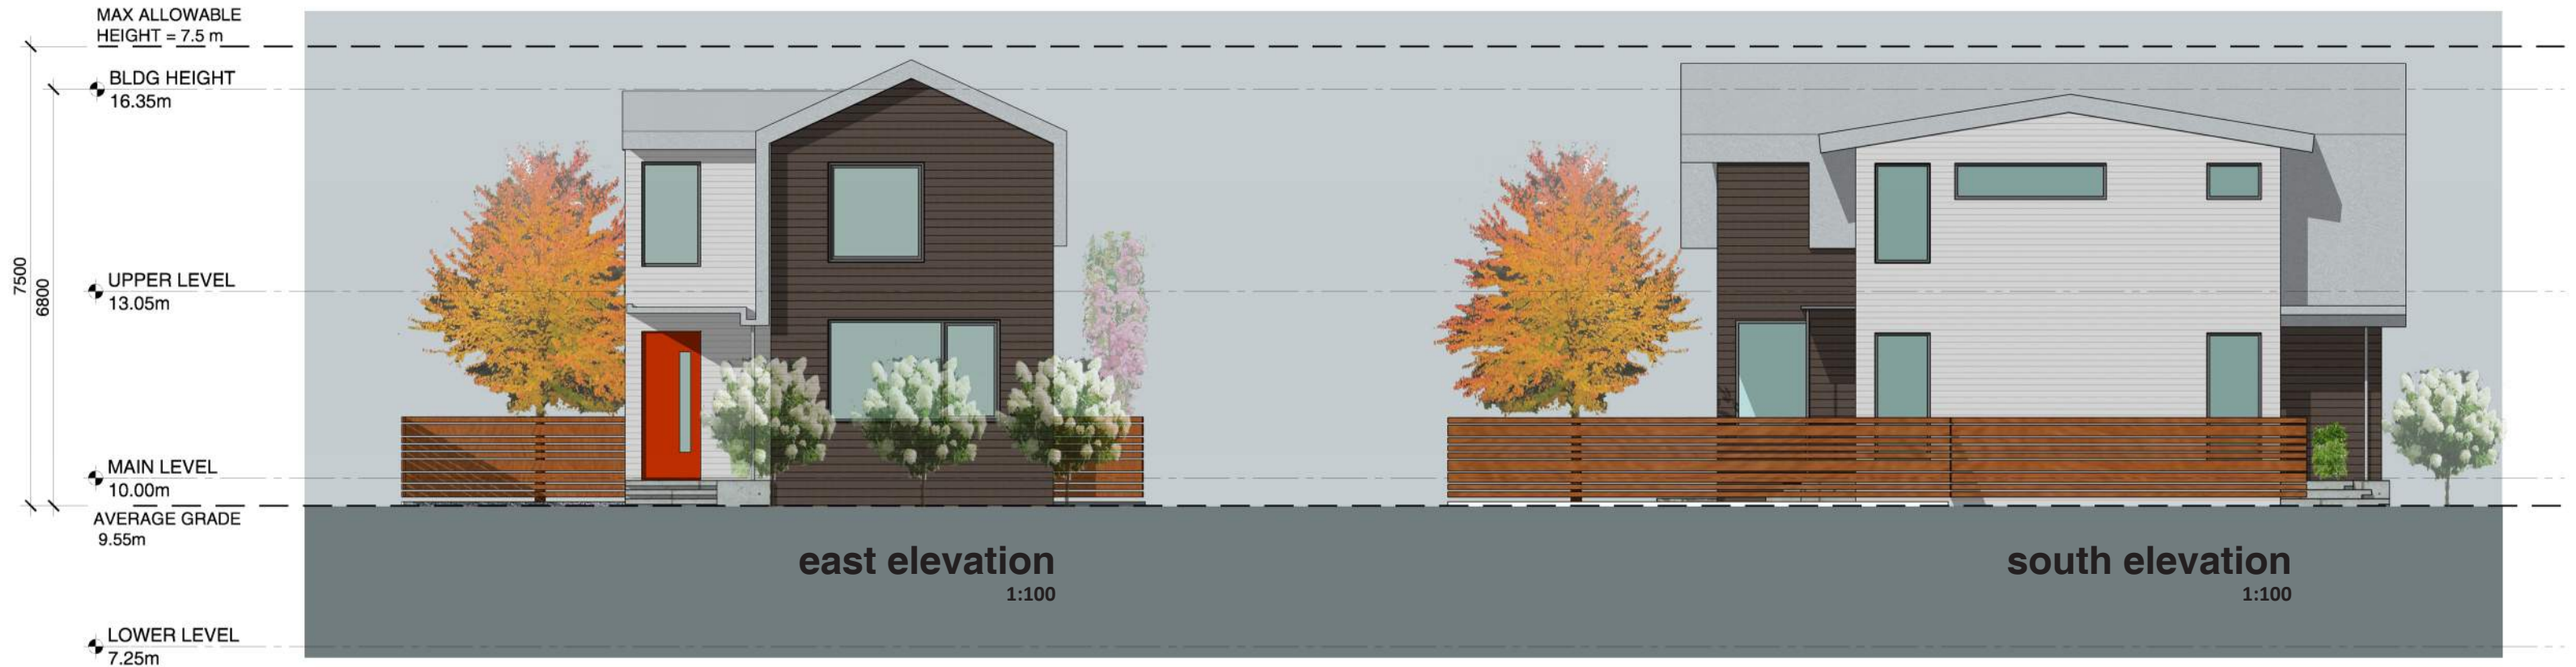 MAX ALLOWABLE
HEIGHT = 7.5 m
BLDG HEIGHT
16.35m
7500
6800
UPPER LEVEL
13.05m
MAIN LEVEL
10.00m
AVERAGE GRADE
9.55m
east elevation
1:100
south elevation
1:100
LOWER LEVEL
7.25m